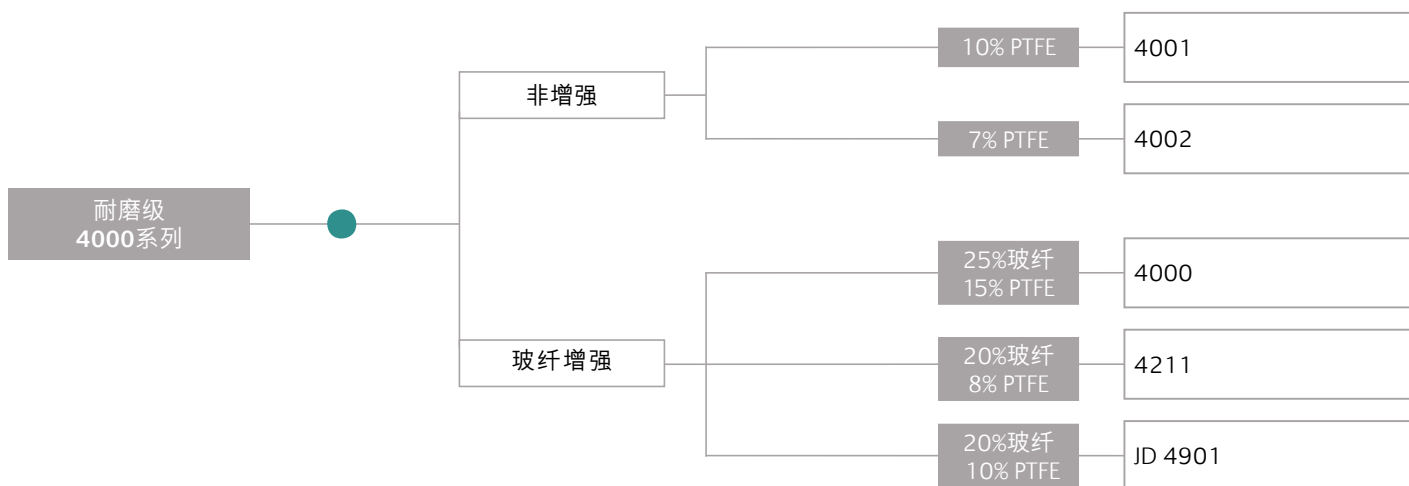 耐磨级
4000系列
非增强
10% PTFE
4001
7% PTFE
4002
玻纤增强
25%玻纤
15% PTFE
4000
20%玻纤
8% PTFE
4211
20%玻纤
10% PTFE
JD 4901